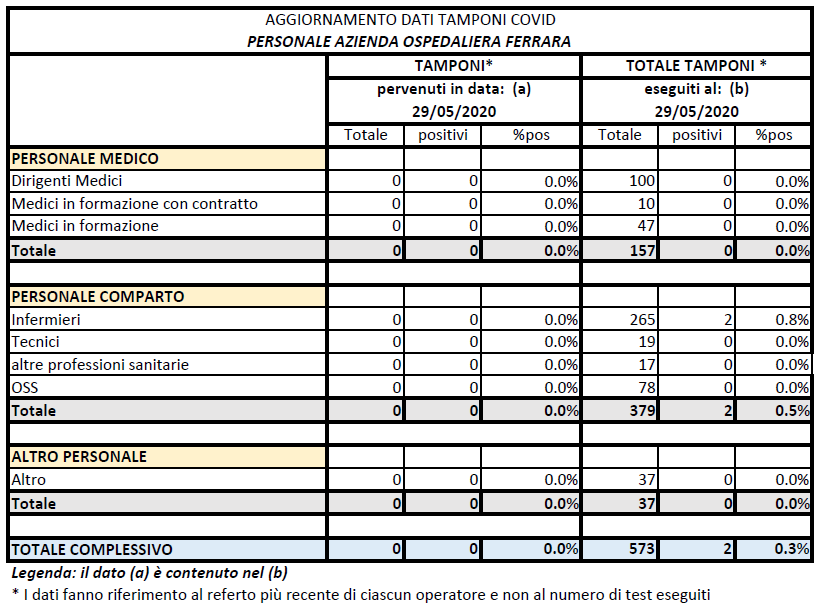 AGGIORNAMENTO DATI TAMPONI COVID
PERSONALE AZIENDA OSPEDALIERA FERRARA
TAMPONI* TOTALE TAMPONI *
pervenuti in data: (a) eseguiti al: (b)
29/05/2020 29/05/2020
Totale positivi %pos Totale positivi %pos
PERSONALE MEDICO
Dirigenti Medici 0 0 0.0% 100 0 0.0%
Medici in formazione con contratto 0 0 0.0% 10 0 0.0%
Medici in formazione 0 0 0.0% 47 0 0.0%
Totale 0 0 0.0% 157 0 0.0%
PERSONALE COMPARTO
Infermieri 0 0 0.0% 265 2 0.8%
Tecnici 0 0 0.0% 19 0 0.0%
altre professioni sanitarie 0 0 0.0% 17 0 0.0%
OSS 0 0 0.0% 78 0 0.0%
Totale 0 0 0.0% 379 2 0.5%
ALTRO PERSONALE
Altro 0 0 0.0% 37 0 0.0%
Totale 0 0 0.0% 37 0 0.0%
TOTALE COMPLESSIVO 0 0 0.0% 573 2 0.3%
Legenda: il dato (a) è contenuto nel (b)
* I dati fanno riferimento al referto più recente di ciascun operatore e non al numero di test eseguiti